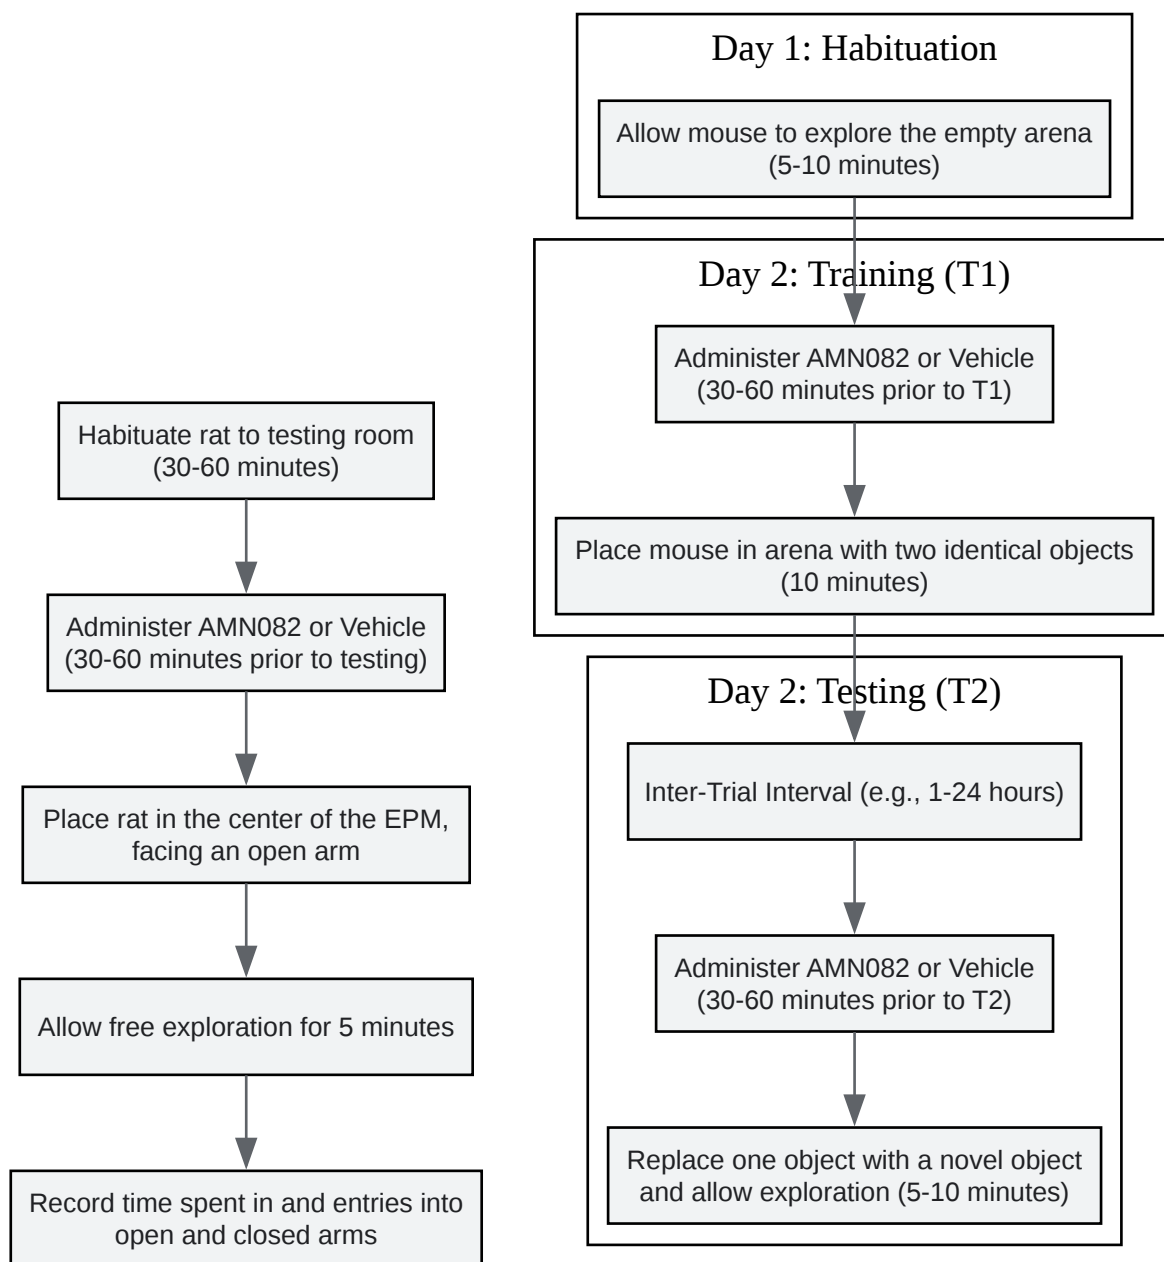 Habituate rat to testing room
(30-60 minutes)
Administer AMN082 or Vehicle
(30-60 minutes prior to testing)
Place rat in the center of the EPM,
facing an open arm
Allow free exploration for 5 minutes
Record time spent in and entries into
open and closed arms
Day 1: Habituation
Allow mouse to explore the empty arena
(5-10 minutes)
Day 2: Training (T1)
Administer AMN082 or Vehicle
(30-60 minutes prior to T1)
Place mouse in arena with two identical objects
(10 minutes)
Day 2: Testing (T2)
Inter-Trial Interval (e.g., 1-24 hours)
Administer AMN082 or Vehicle
(30-60 minutes prior to T2)
Replace one object with a novel object
and allow exploration (5-10 minutes)